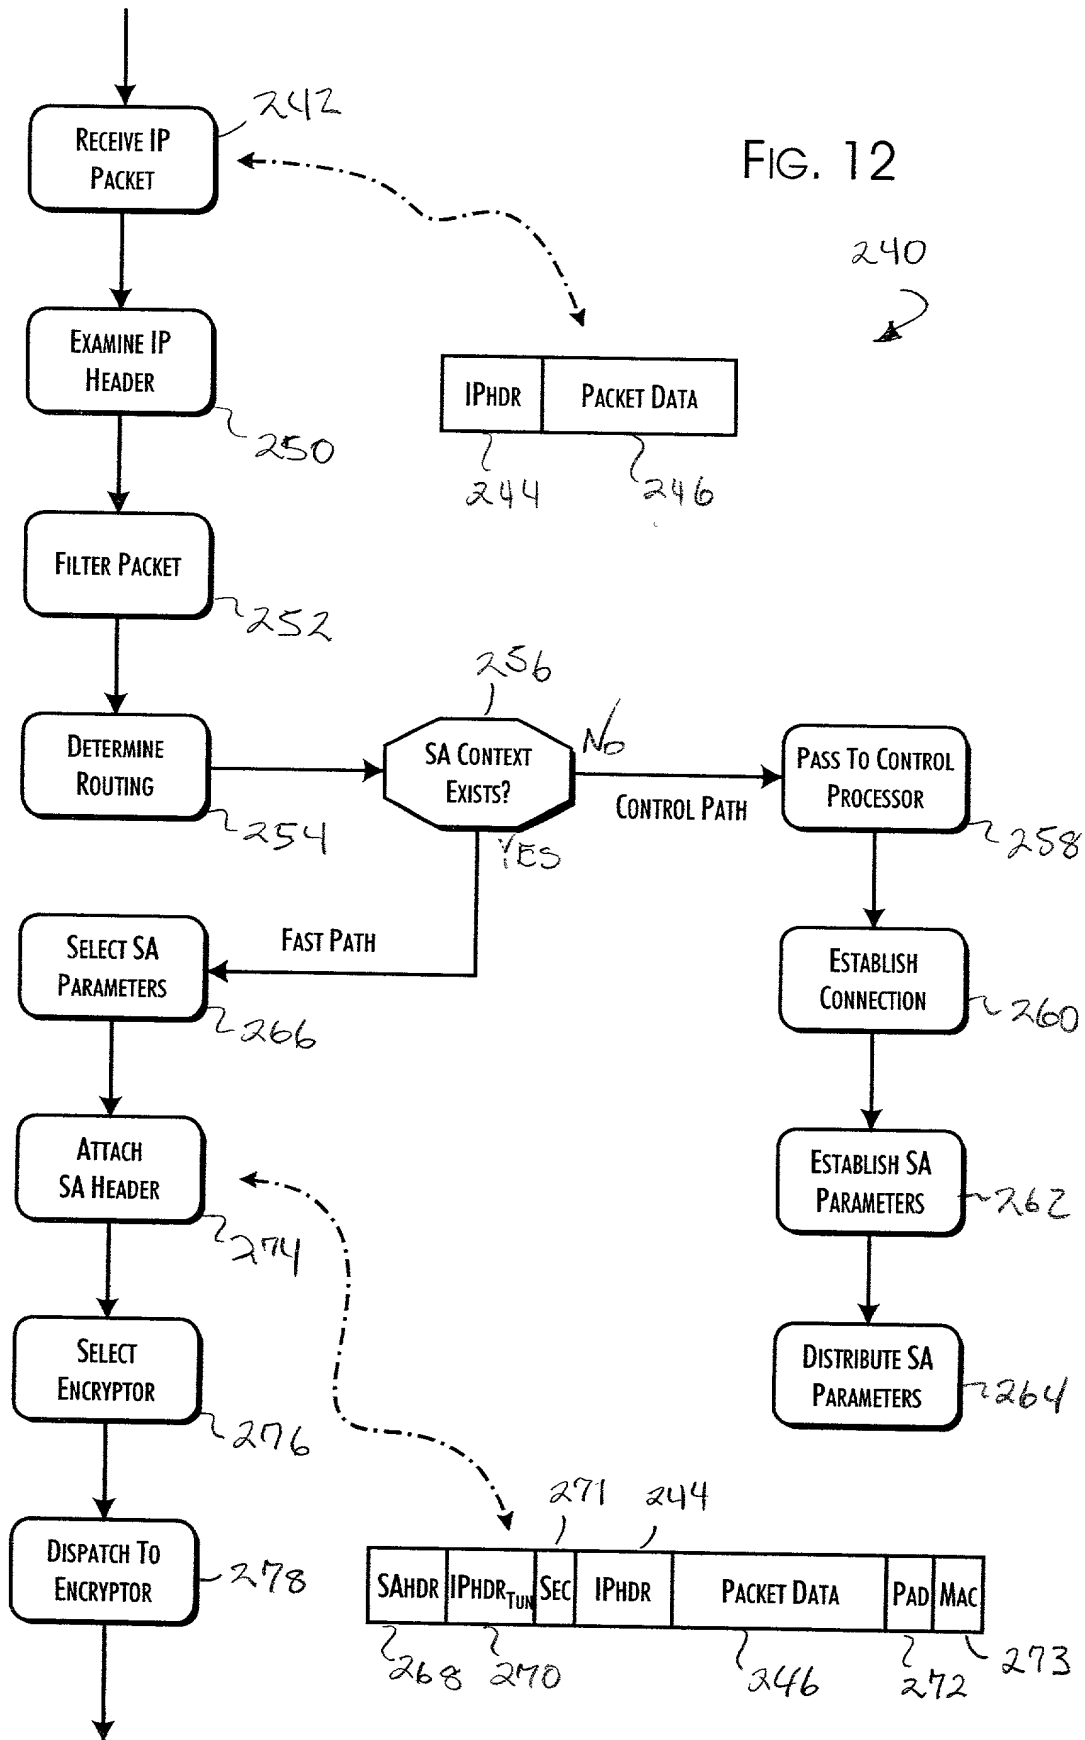 242
RECEIVE IP
PACKET
FIG. 12
240
EXAMINE IP
HEADER
250
IPHDR
PACKET DATA
244
246
FILTER PACKET
252
256
DETERMINE
ROUTING
254
SA CONTEXT
EXISTS?
NO
YES
CONTROL PATH
PASS TO CONTROL
PROCESSOR
258
FAST PATH
SELECT SA
PARAMETERS
266
ESTABLISH
CONNECTION
260
ATTACH
SA HEADER
274
ESTABLISH SA
PARAMETERS
262
SELECT
ENCRYPTOR
276
DISTRIBUTE SA
PARAMETERS
264
271
244
DISPATCH TO
ENCRYPTOR
278
SAHDR
IPHDRTUN
SEC
IPHDR
PACKET DATA
PAD
MAC
268
270
246
272
273